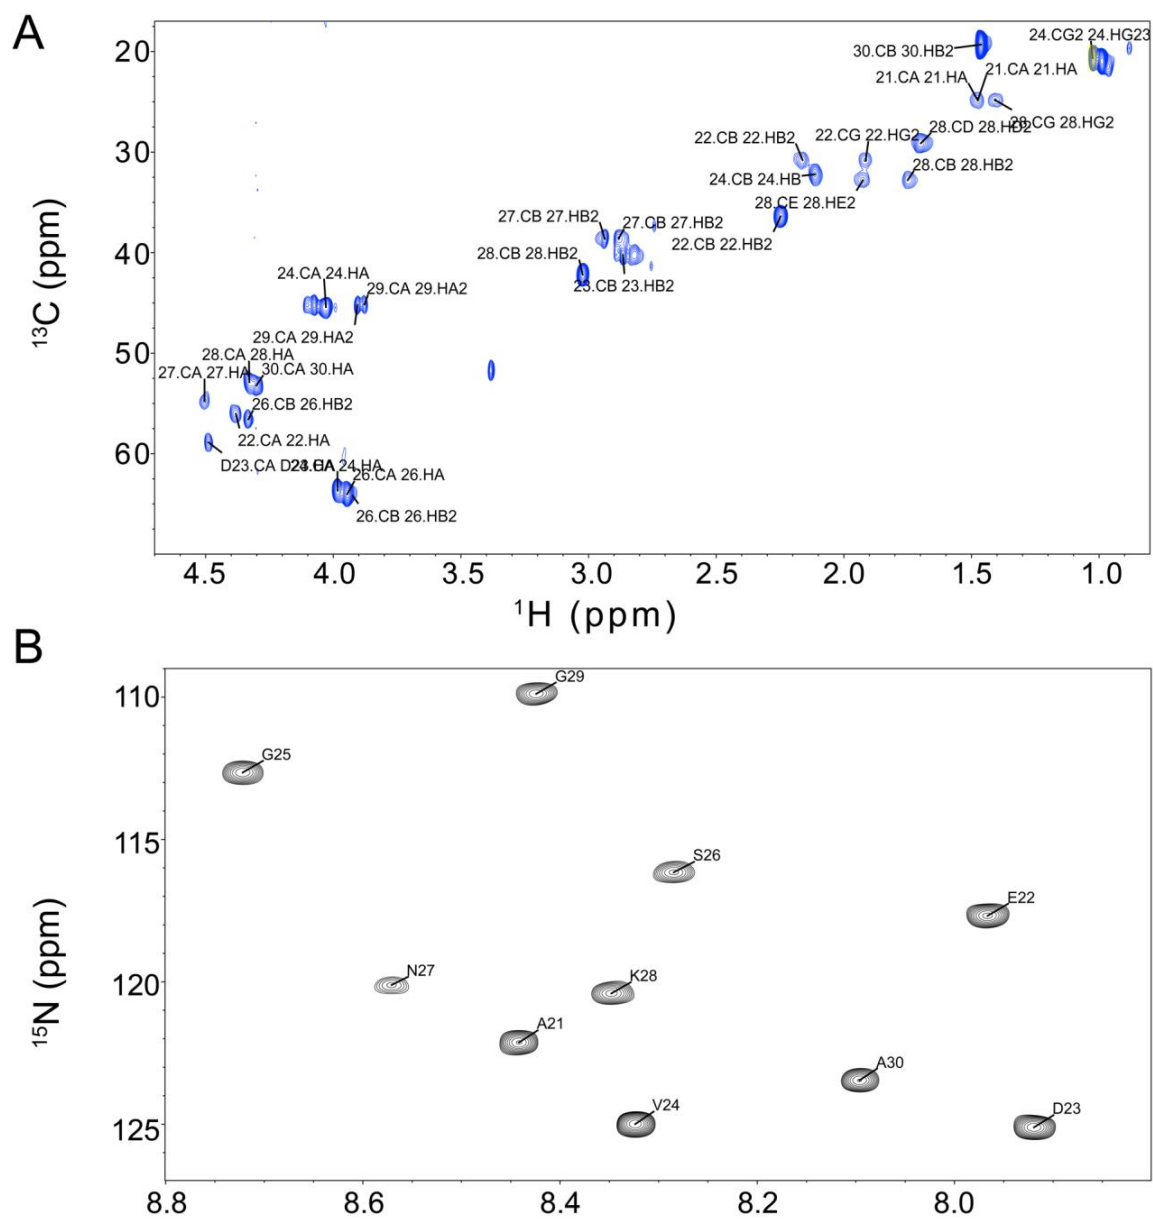 A
20
30
40
50
60
¹³C (ppm)
30.CB 30.HB2
24.CG2 24.HG23
21.CA 21.HA
21.CA 21.HA
28.CG 28.HG2
28.CD 28.HD2
22.CB 22.HB2
22.CG 22.HG2
28.CB 28.HB2
24.CB 24.HB
28.CE 28.HE2
27.CB 27.HB2
27.CB 27.HB2
22.CB 22.HB2
28.CB 28.HB2
23.CB 23.HB2
24.CA 24.HA
29.CA 29.HA2
29.CA 29.HA2
28.CA 28.HA
27.CA 27.HA
30.CA 30.HA
26.CB 26.HB2
22.CA 22.HA
D23.CA D23.HA
24.HA
26.CA 26.HA
26.CB 26.HB2
4.5 4.0 3.5 3.0 2.5 2.0 1.5 1.0
¹H (ppm)
B
110
115
120
125
¹⁵N (ppm)
G29
G25
S26
E22
N27
K28
A21
A30
V24
D23
8.8 8.6 8.4 8.2 8.0